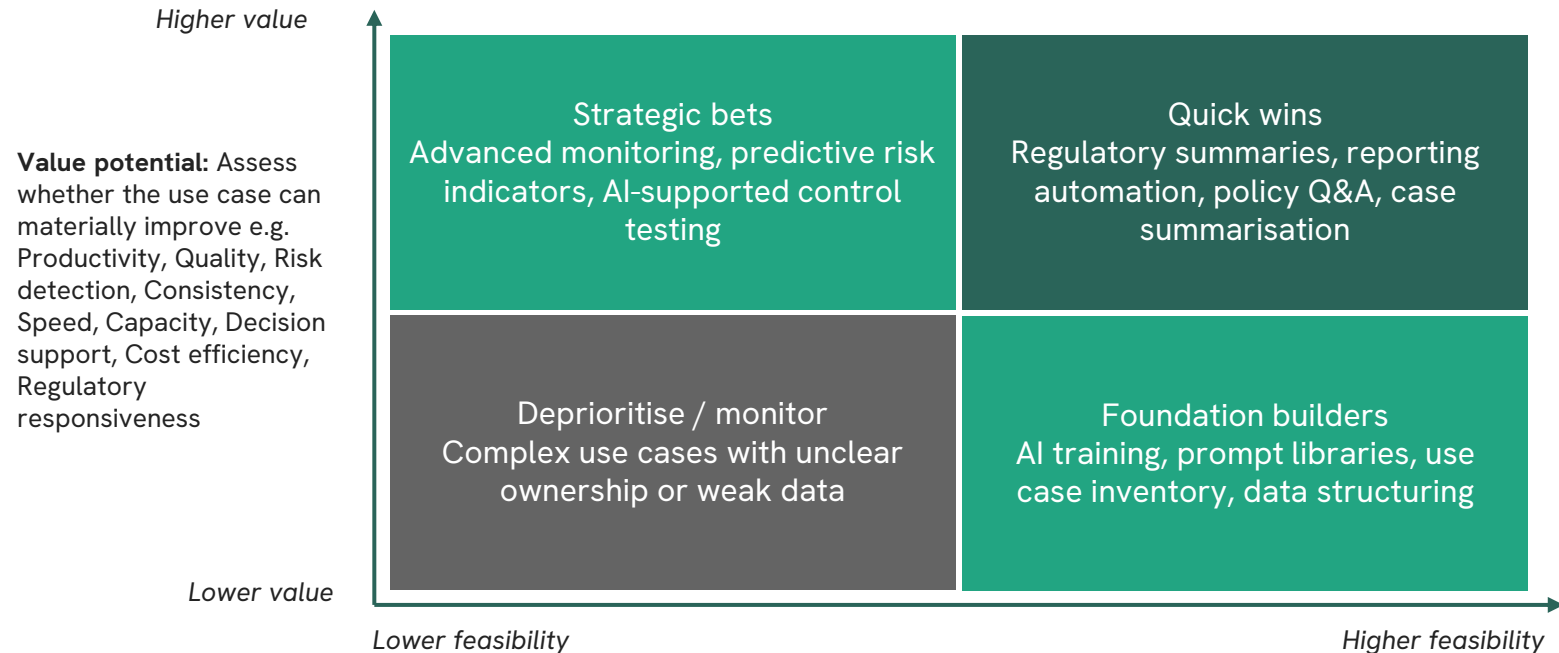 Higher value
Value potential: Assess
whether the use case can
materially improve e.g.
Productivity, Quality, Risk
detection, Consistency,
Speed, Capacity, Decision
support, Cost efficiency,
Regulatory
responsiveness
Strategic bets
Advanced monitoring, predictive risk
indicators, AI-supported control
testing
Quick wins
Regulatory summaries, reporting
automation, policy Q&A, case
summarisation
Deprioritise / monitor
Complex use cases with unclear
ownership or weak data
Foundation builders
AI training, prompt libraries, use
case inventory, data structuring
Lower value
Lower feasibility
Higher feasibility